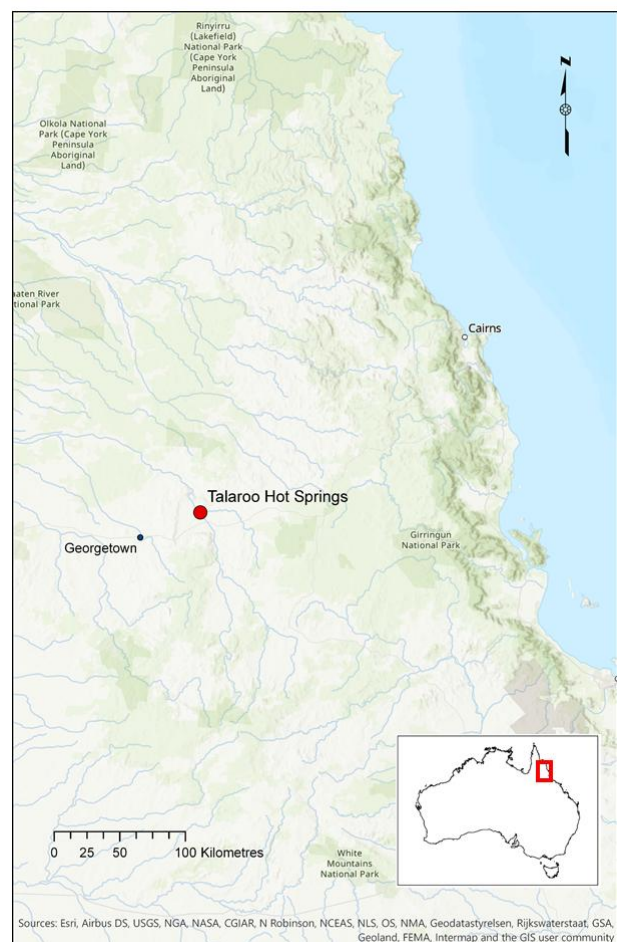 Rinyirru
(Lakefield)
National Park
(Cape York
Peninsula
Aboriginal
Land)
z
Olkola National
Park (Cape York
Peninsula
Aboriginal
Land)
aaten River
tional Park
Cairns
Talaroo Hot Springs
Georgetown
Girringun
National Park
0 25 50 100 Kilometres
White
Mountains
National Park
Sources: Esri, Airbus DS, USGS, NGA, NASA, CGIAR, N Robinson, NCEAS, NLS, OS, NMA, Geodatastyrelsen, Rijkswaterstaat, GSA,
Geoland, FEMA, Intermap and the GIS user community